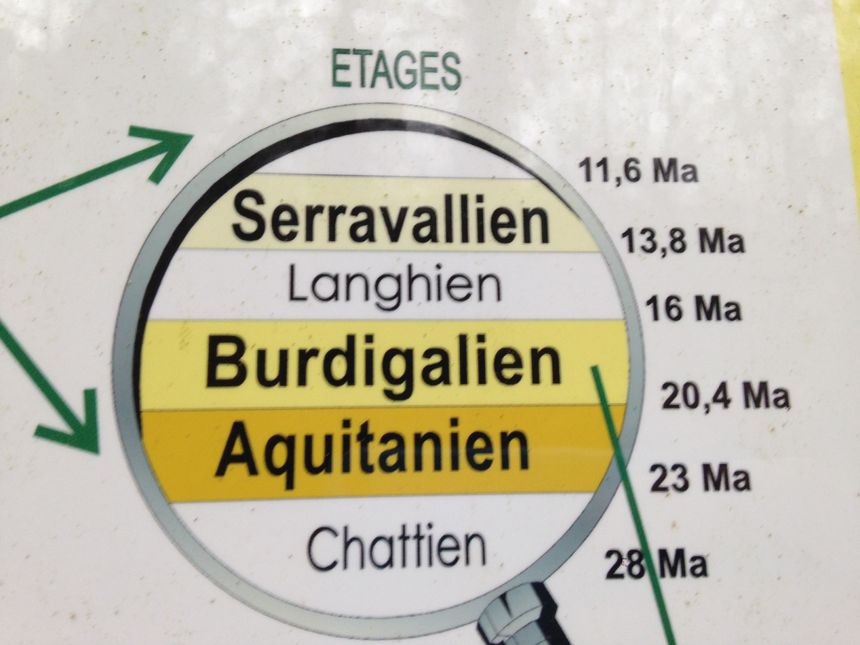 ETAGES
11,6 Ma
Serravallien
13,8 Ma
Langhien
16 Ma
Burdigalien
20,4 Ma
Aquitanien
23 Ma
Chattien
28 Ma